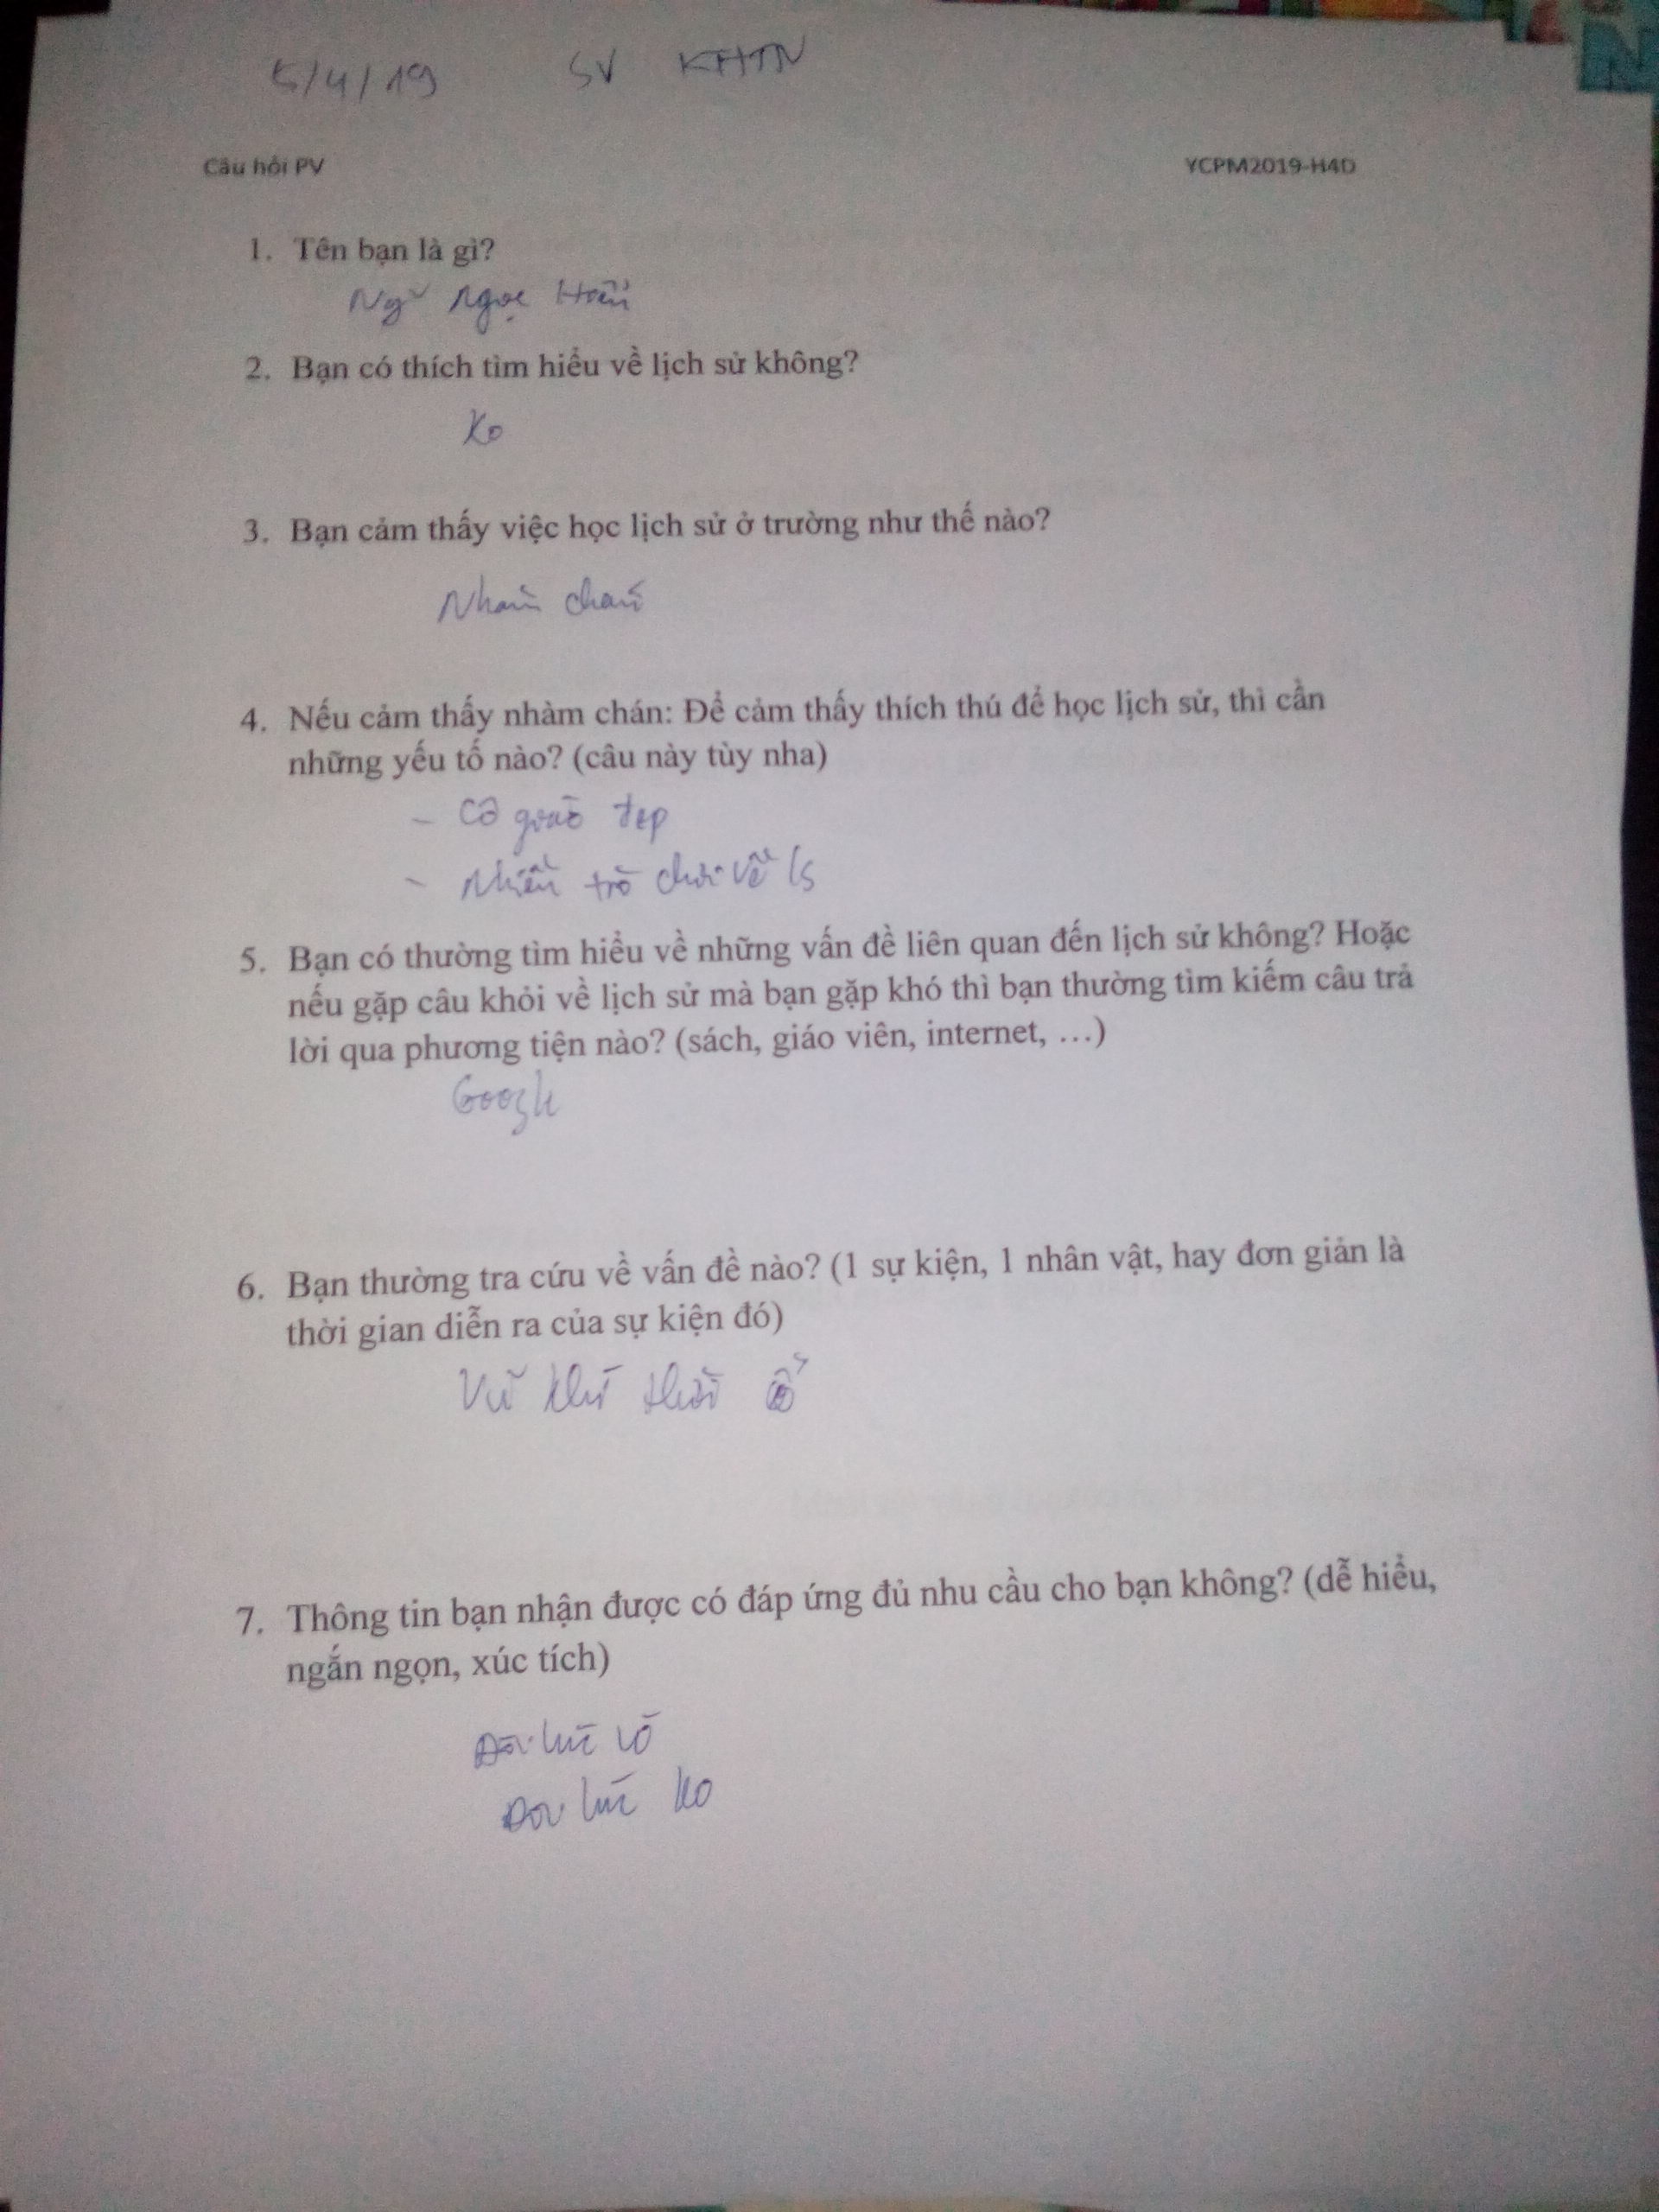 5/4/19 SV KHTN
Câu hỏi PV YCPM2019-H4D
1. Tên bạn là gì?
Ngọc
2. Bạn có thích tìm hiểu về lịch sử không?
Ko
3. Bạn cảm thấy việc học lịch sử ở trường như thế nào?
Nhàm chán
4. Nếu cảm thấy nhàm chán: Để cảm thấy thích thú để học lịch sử, thì cần
những yếu tố nào? (câu này tùy nha)
- Cô giáo đẹp
- Nhiều trò chơi về ls
5. Bạn có thường tìm hiểu về những vấn đề liên quan đến lịch sử không? Hoặc
nếu gặp câu khỏi về lịch sử mà bạn gặp khó thì bạn thường tìm kiếm câu trả
lời qua phương tiện nào? (sách, giáo viên, internet, …)
Google
6. Bạn thường tra cứu về vấn đề nào? (1 sự kiện, 1 nhân vật, hay đơn giản là
thời gian diễn ra của sự kiện đó)
Vũ khí thời
7. Thông tin bạn nhận được có đáp ứng đủ nhu cầu cho bạn không? (dễ hiểu,
ngắn ngọn, xúc tích)
Đôi lúc có
Đôi lúc ko